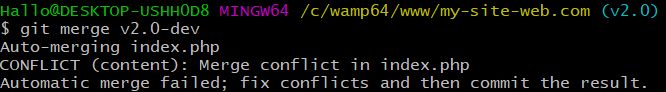 Hallo@DESKTOP-USHH0D8 MINGW64 /c/wamp64/www/my-site-web.com (v2.0)
$ git merge v2.0-dev
Auto-merging index.php
CONFLICT (content): Merge conflict in index.php
Automatic merge failed; fix conflicts and then commit the result.